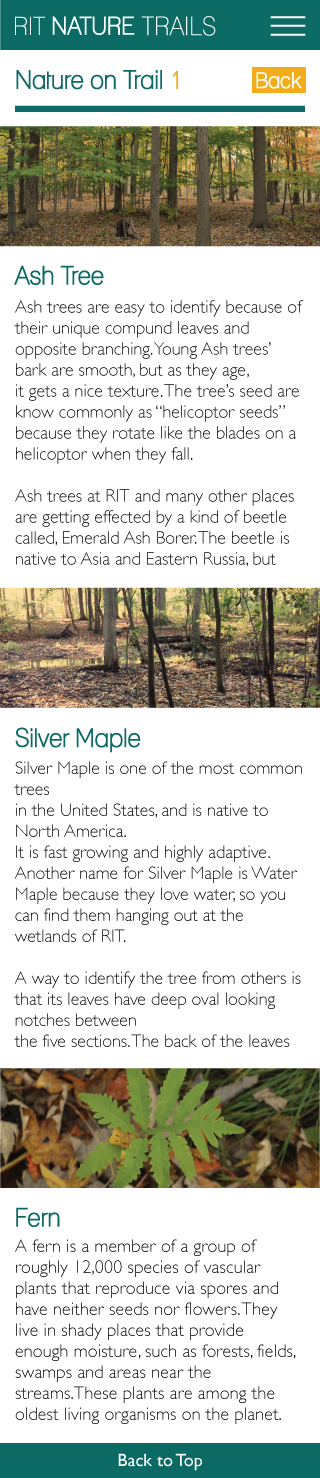 RIT NATURE TRAILS
Nature on Trail 1
Back
Ash Tree
Ash trees are easy to identify because of
their unique compund leaves and
opposite branching. Young Ash trees'
bark are smooth, but as they age,
it gets a nice texture. The tree's seed are
know commonly as “helicoptor seeds”
because they rotate like the blades on a
helicoptor when they fall.
Ash trees at RIT and many other places
are getting effected by a kind of beetle
called, Emerald Ash Borer. The beetle is
native to Asia and Eastern Russia, but
Silver Maple
Silver Maple is one of the most common
trees
in the United States, and is native to
North America.
It is fast growing and highly adaptive.
Another name for Silver Maple is Water
Maple because they love water, so you
can find them hanging out at the
wetlands of RIT.
A way to identify the tree from others is
that its leaves have deep oval looking
notches between
the five sections. The back of the leaves
Fern
A fern is a member of a group of
roughly 12,000 species of vascular
plants that reproduce via spores and
have neither seeds nor flowers. They
live in shady places that provide
enough moisture, such as forests, fields,
swamps and areas near the
streams. These plants are among the
oldest living organisms on the planet.
Back to Top